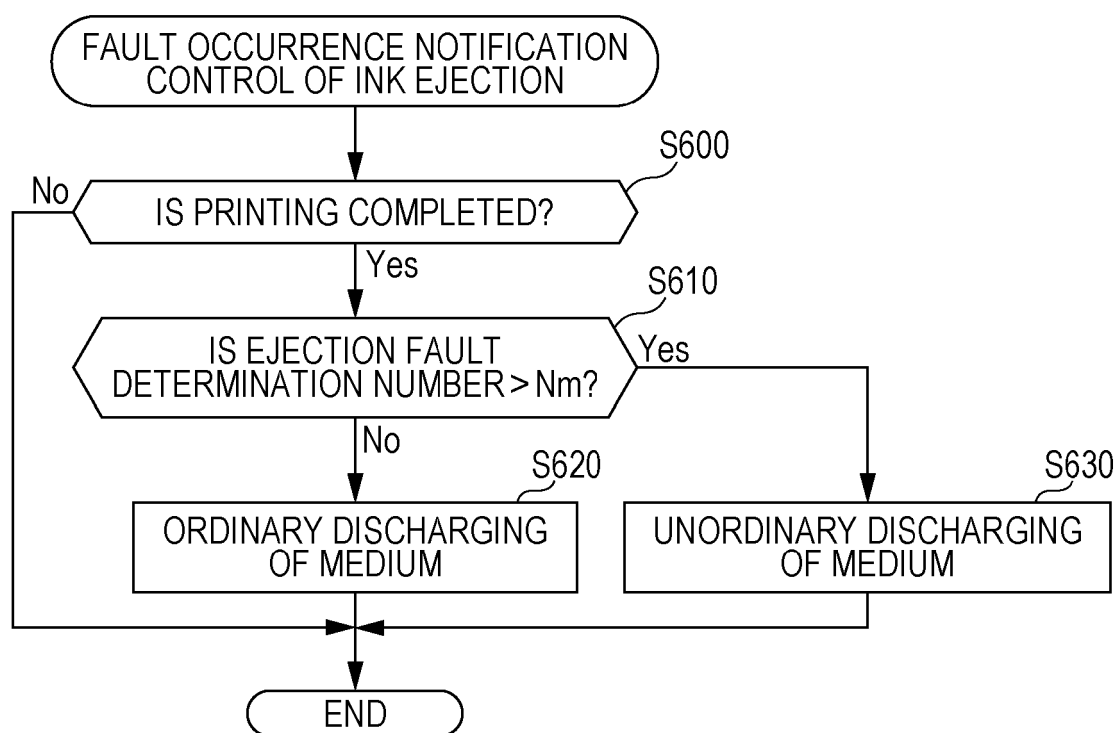 FAULT OCCURRENCE NOTIFICATION
CONTROL OF INK EJECTION
S600
No
IS PRINTING COMPLETED?
Yes
S610
IS EJECTION FAULT
DETERMINATION NUMBER > Nm?
Yes
No
S620
S630
ORDINARY DISCHARGING
OF MEDIUM
UNORDINARY DISCHARGING
OF MEDIUM
END